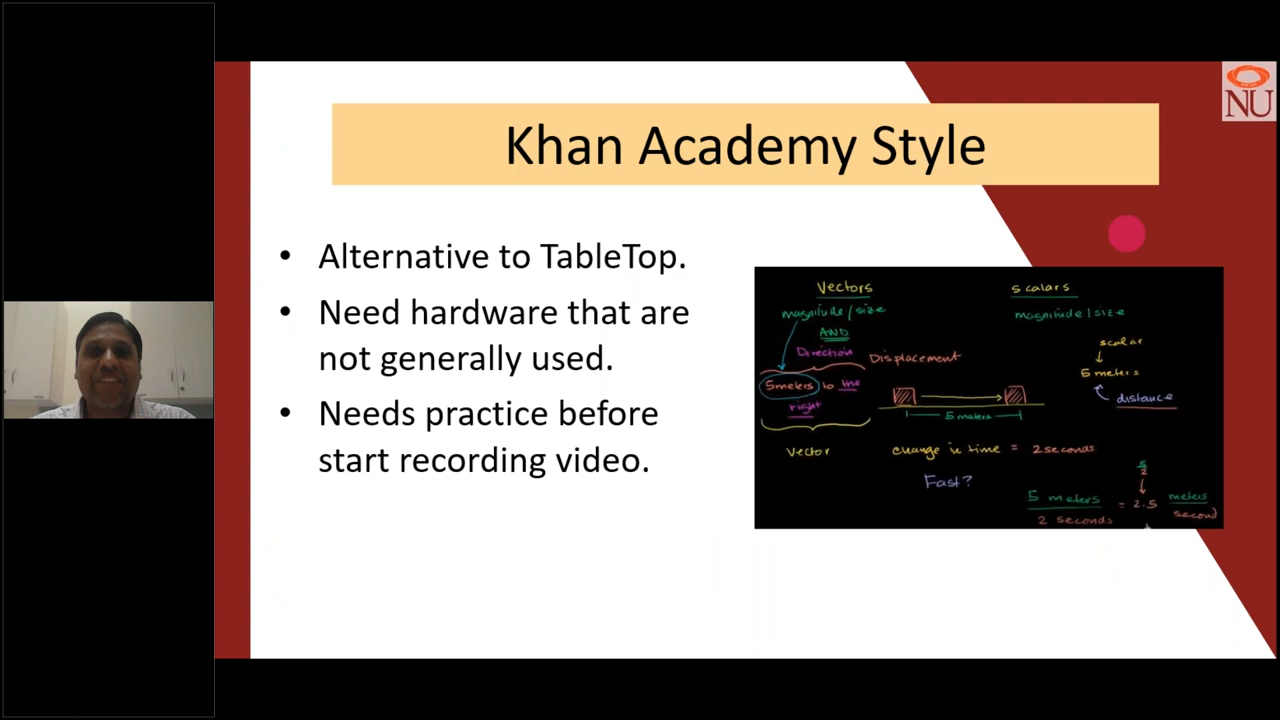 NU
Khan Academy Style
• Alternative to TableTop.
• Need hardware that are
not generally used.
• Needs practice before
start recording video.
Vectors
scalars
magnitude/size
magnitude/size
AND
Direction
Displacement
scalar
5 meters
5meters to the
right
5 meters
distance
vector
change in time = 2 seconds
Fast?
5
2
5 meters
2 seconds
= 2.5
meters
second